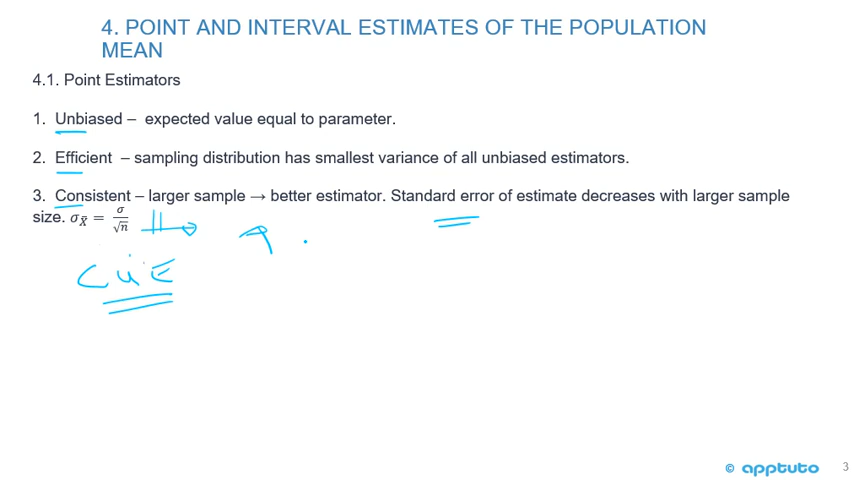 4. POINT AND INTERVAL ESTIMATES OF THE POPULATION
MEAN
4.1. Point Estimators
1. Unbiased – expected value equal to parameter.
2. Efficient – sampling distribution has smallest variance of all unbiased estimators.
3. Consistent – larger sample → better estimator. Standard error of estimate decreases with larger sample
size. σ_X̄ = σ/√n
CUE
© apptuto
3